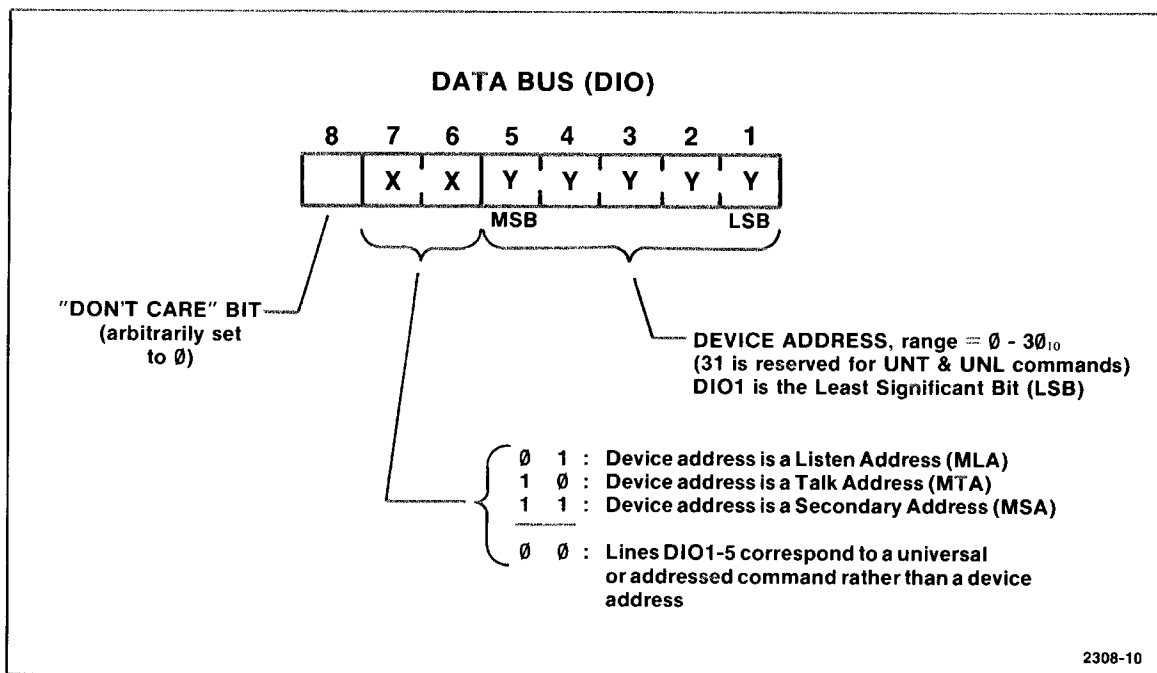 DATA BUS (DIO)
8 7 6 5 4 3 2 1
X X Y Y Y Y Y
MSB LSB
"DON'T CARE" BIT
(arbitrarily set
to Ø)
DEVICE ADDRESS, range = Ø - 3Ø₁₀
(31 is reserved for UNT & UNL commands)
DIO1 is the Least Significant Bit (LSB)
Ø 1 : Device address is a Listen Address (MLA)
1 Ø : Device address is a Talk Address (MTA)
1 1 : Device address is a Secondary Address (MSA)
Ø Ø : Lines DIO1-5 correspond to a universal
or addressed command rather than a device
address
2308-10